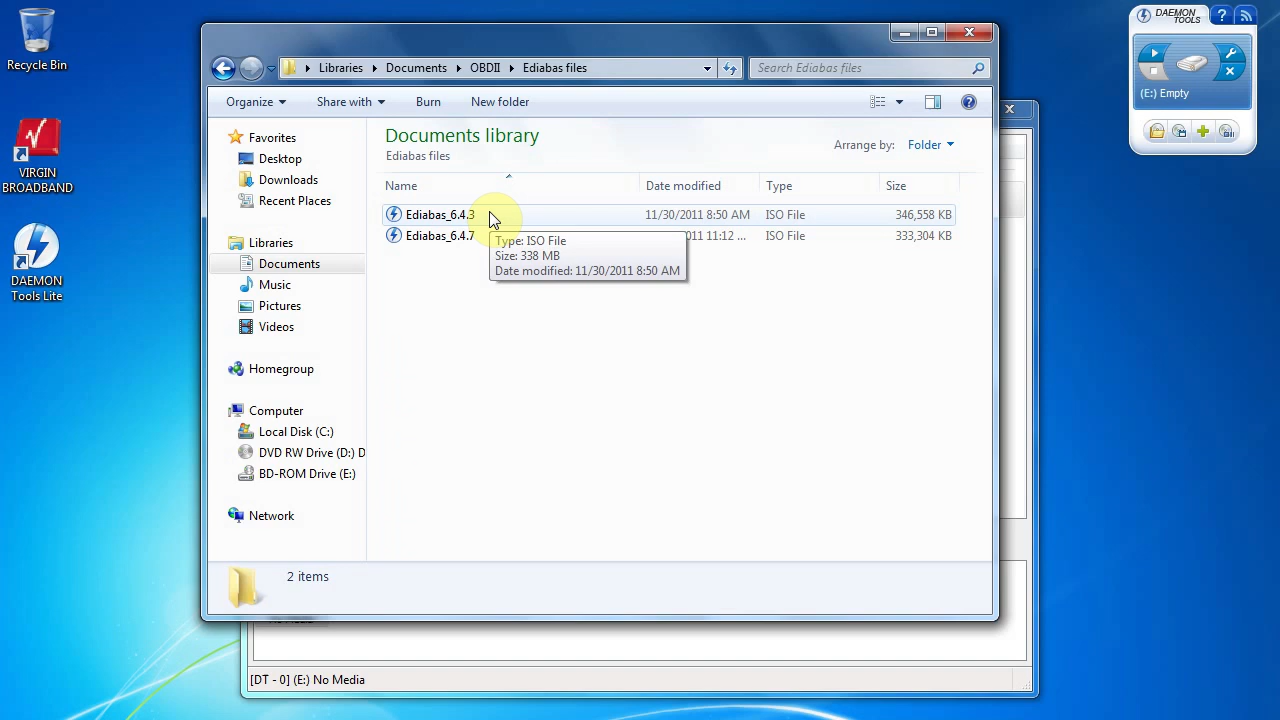 Recycle Bin
VIRGIN
BROADBAND
DAEMON
Tools Lite
Libraries Documents OBDII Ediabas files
Search Ediabas files
Organize Share with Burn New folder
Favorites
Desktop
Downloads
Recent Places
Libraries
Documents
Music
Pictures
Videos
Homegroup
Computer
Local Disk (C:)
DVD RW Drive (D:) D
BD-ROM Drive (E:)
Network
Documents library
Ediabas files
Arrange by: Folder
Name Date modified Type Size
Ediabas_6.4.3 11/30/2011 8:50 AM ISO File 346,558 KB
Ediabas_6.4.7 2011 11:12 ... ISO File 333,304 KB
Type: ISO File
Size: 338 MB
Date modified: 11/30/2011 8:50 AM
2 items
[DT - 0] (E:) No Media
DAEMON
TOOLS
(E:) Empty